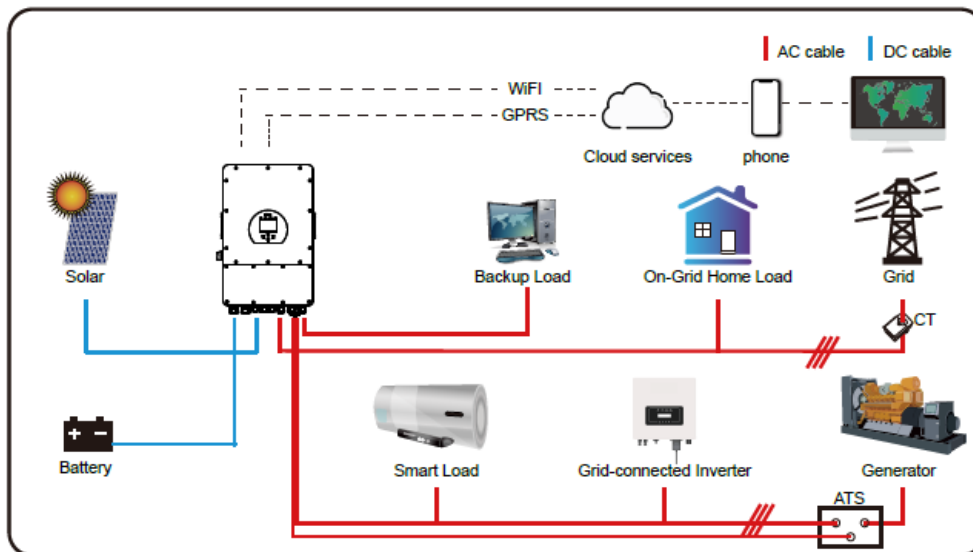 AC cable
DC cable
WiFI
GPRS
Cloud services
phone
Solar
Backup Load
On-Grid Home Load
Grid
CT
Battery
Smart Load
Grid-connected Inverter
Generator
ATS